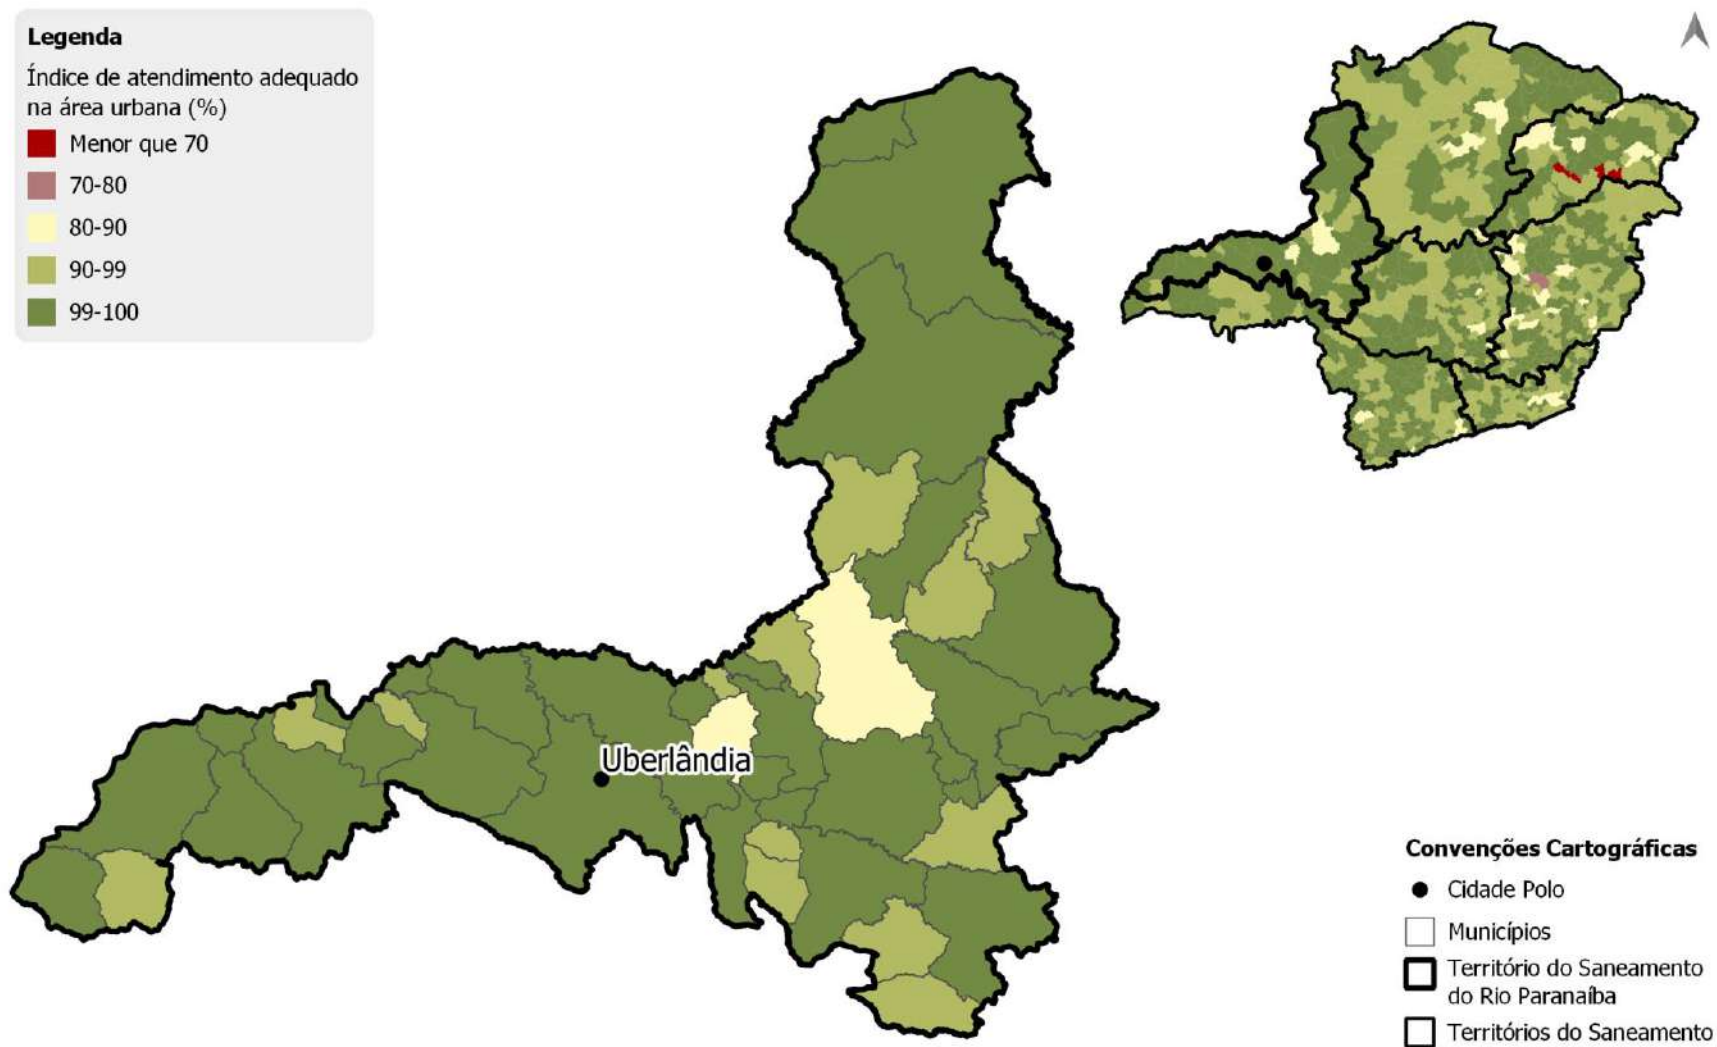 Legenda
Índice de atendimento adequado
na área urbana (%)
Menor que 70
70-80
80-90
90-99
99-100
Uberlândia
Convenções Cartográficas
Cidade Polo
Municípios
Território do Saneamento
do Rio Paranaíba
Territórios do Saneamento